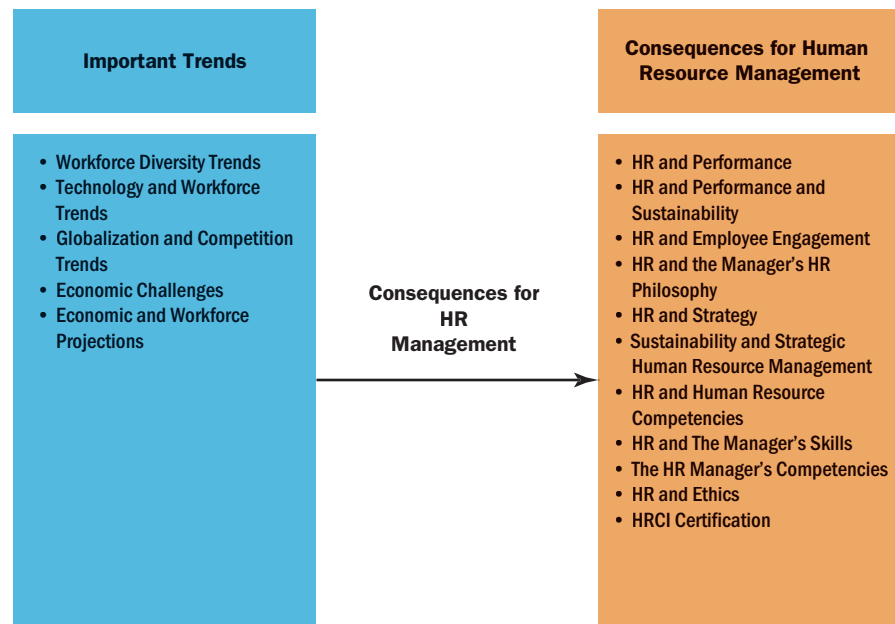 Important Trends
Consequences for Human
Resource Management
• Workforce Diversity Trends
• Technology and Workforce
Trends
• Globalization and Competition
Trends
• Economic Challenges
• Economic and Workforce
Projections
Consequences for
HR
Management
• HR and Performance
• HR and Performance and
Sustainability
• HR and Employee Engagement
• HR and the Manager's HR
Philosophy
• HR and Strategy
• Sustainability and Strategic
Human Resource Management
• HR and Human Resource
Competencies
• HR and The Manager's Skills
• The HR Manager's Competencies
• HR and Ethics
• HRCI Certification